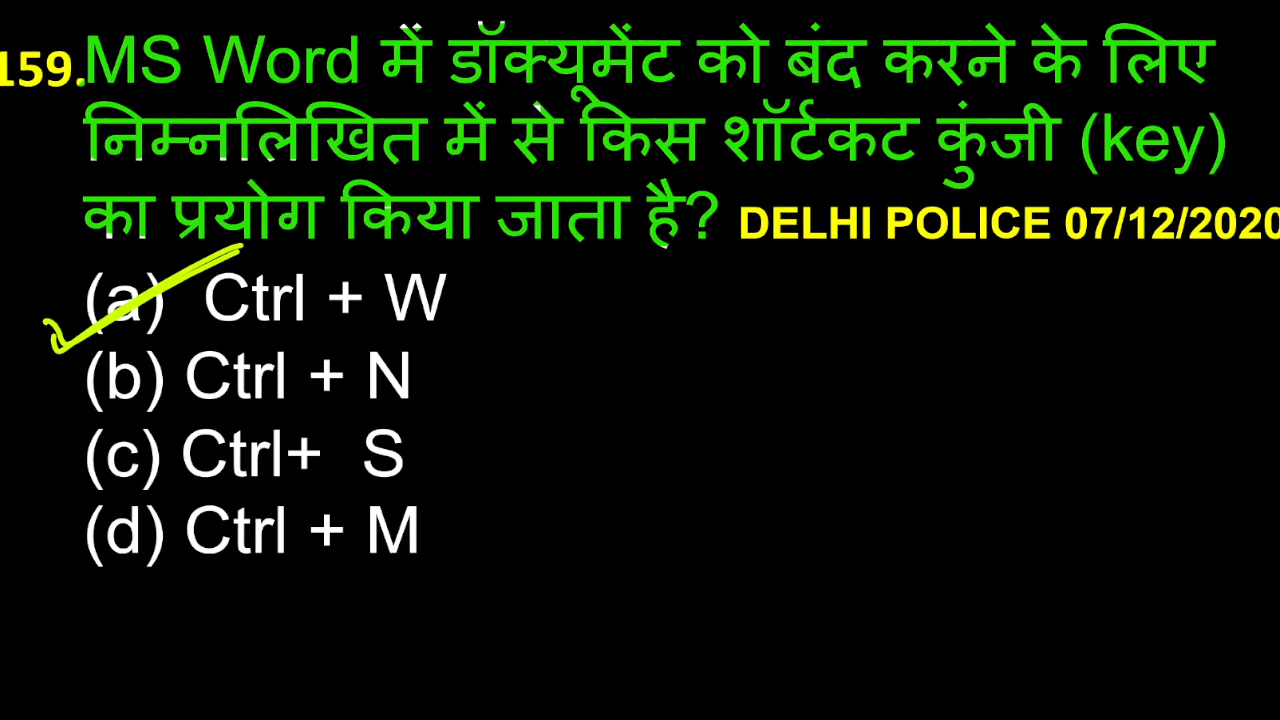 159.MS Word में डॉक्यूमेंट को बंद करने के लिए
निम्नलिखित में से किस शॉर्टकट कुंजी (key)
का प्रयोग किया जाता है? DELHI POLICE 07/12/2020
(a) Ctrl + W
(b) Ctrl + N
(c) Ctrl+ S
(d) Ctrl + M